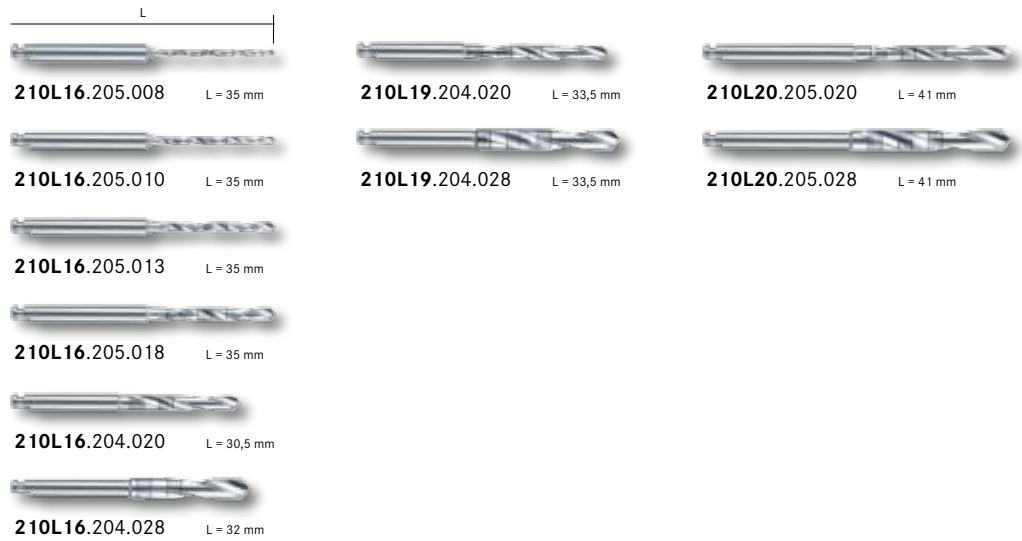 L
210L16.205.008 L = 35 mm
210L19.204.020 L = 33,5 mm
210L20.205.020 L = 41 mm
210L16.205.010 L = 35 mm
210L19.204.028 L = 33,5 mm
210L20.205.028 L = 41 mm
210L16.205.013 L = 35 mm
210L16.205.018 L = 35 mm
210L16.204.020 L = 30,5 mm
210L16.204.028 L = 32 mm